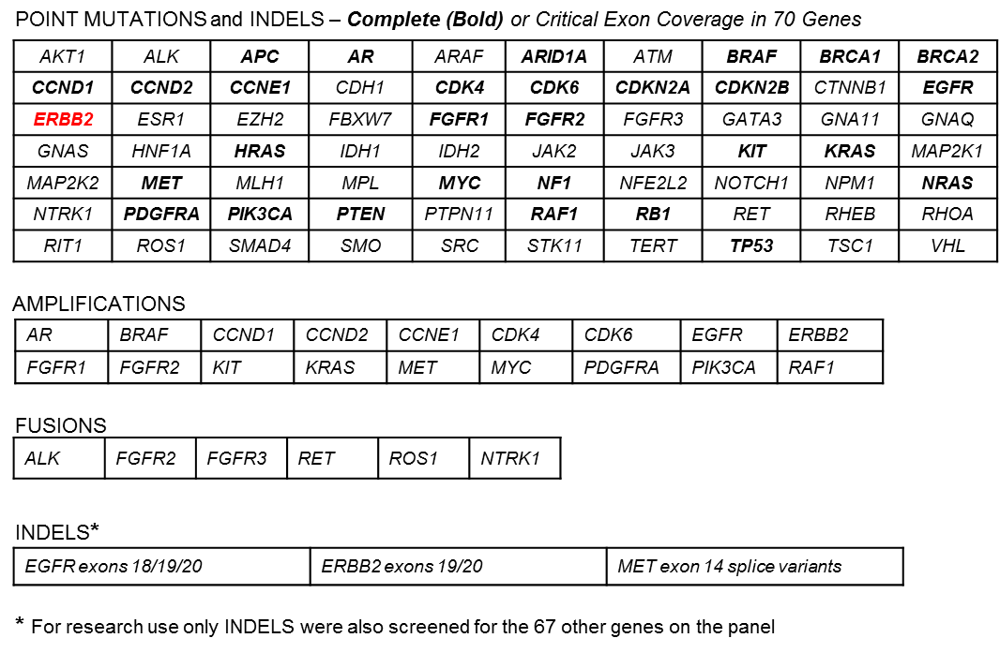 POINT MUTATIONS and INDELS – Complete (Bold) or Critical Exon Coverage in 70 Genes
AKT1 ALK APC AR ARAF ARID1A ATM BRAF BRCA1 BRCA2
CCND1 CCND2 CCNE1 CDH1 CDK4 CDK6 CDKN2A CDKN2B CTNNB1 EGFR
ERBB2 ESR1 EZH2 FBXW7 FGFR1 FGFR2 FGFR3 GATA3 GNA11 GNAQ
GNAS HNF1A HRAS IDH1 IDH2 JAK2 JAK3 KIT KRAS MAP2K1
MAP2K2 MET MLH1 MPL MYC NF1 NFE2L2 NOTCH1 NPM1 NRAS
NTRK1 PDGFRA PIK3CA PTEN PTPN11 RAF1 RB1 RET RHEB RHOA
RIT1 ROS1 SMAD4 SMO SRC STK11 TERT TP53 TSC1 VHL
AMPLIFICATIONS
AR BRAF CCND1 CCND2 CCNE1 CDK4 CDK6 EGFR ERBB2
FGFR1 FGFR2 KIT KRAS MET MYC PDGFRA PIK3CA RAF1
FUSIONS
ALK FGFR2 FGFR3 RET ROS1 NTRK1
INDELS*
EGFR exons 18/19/20 ERBB2 exons 19/20 MET exon 14 splice variants
* For research use only INDELS were also screened for the 67 other genes on the panel